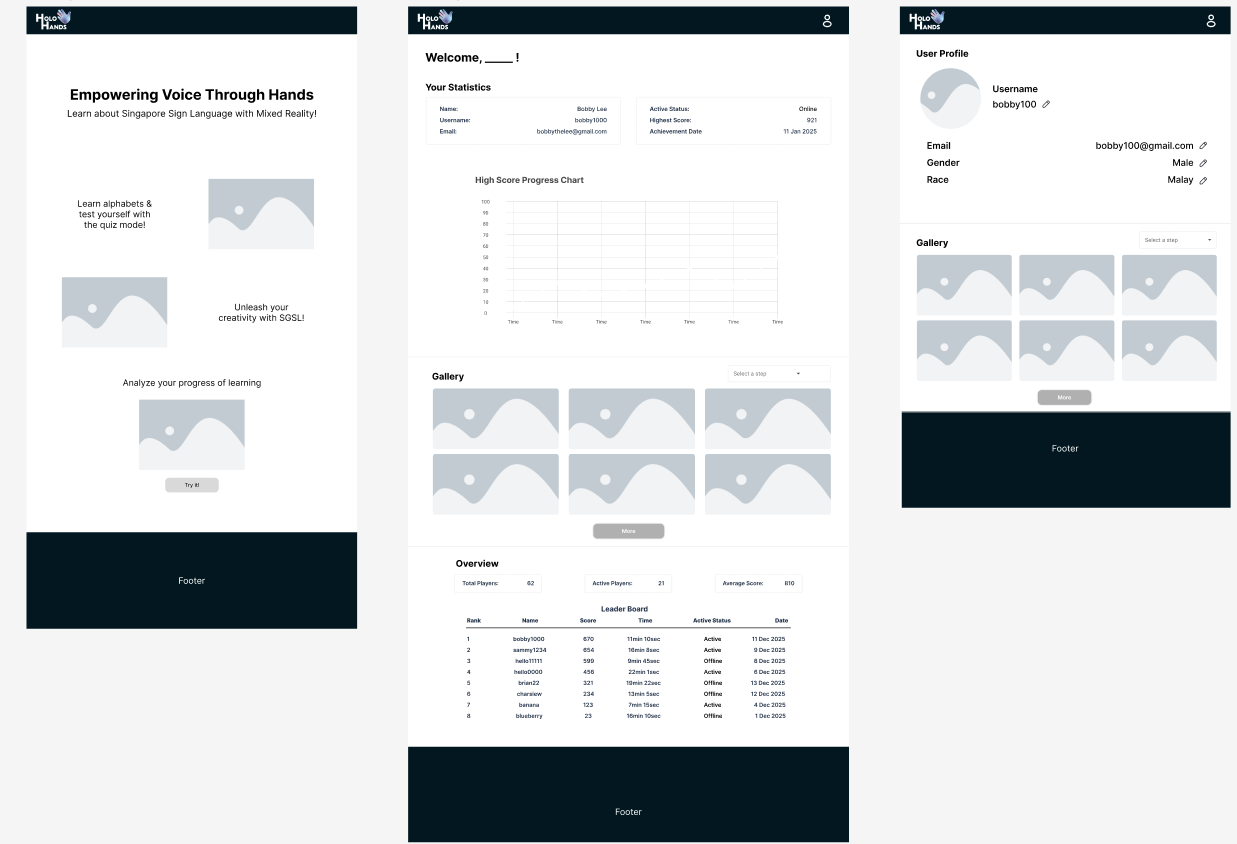 HOLO
HANDS
Empowering Voice Through Hands
Learn about Singapore Sign Language with Mixed Reality!
Learn alphabets &
test yourself with
the quiz mode!
Unleash your
creativity with SGSL!
Analyze your progress of learning
Try it!
Footer
HOLO
HANDS
Welcome, _____ !
Your Statistics
Name: Bobby Lee
Username: bobby1000
Email: bobbythelee@gmail.com
Active Status: Online
Highest Score: 921
Achievement Date 11 Jan 2025
High Score Progress Chart
100
90
80
70
60
50
40
30
20
10
0
Time Time Time Time Time Time Time
Gallery
Select a step
More
Overview
Total Players: 62
Active Players: 21
Average Score: 810
Leader Board
Rank Name Score Time Active Status Date
1 bobby1000 670 11min 10sec Active 11 Dec 2025
2 sammy1234 654 16min 8sec Active 9 Dec 2025
3 hello11111 599 9min 45sec Offline 8 Dec 2025
4 hello0000 456 22min 1sec Active 6 Dec 2025
5 brian22 321 19min 22sec Offline 13 Dec 2025
6 charsiew 234 13min 5sec Offline 12 Dec 2025
7 banana 123 7min 15sec Active 4 Dec 2025
8 blueberry 23 16min 10sec Offline 1 Dec 2025
Footer
HOLO
HANDS
User Profile
Username
bobby100
Email bobby100@gmail.com
Gender Male
Race Malay
Gallery
Select a step
More
Footer